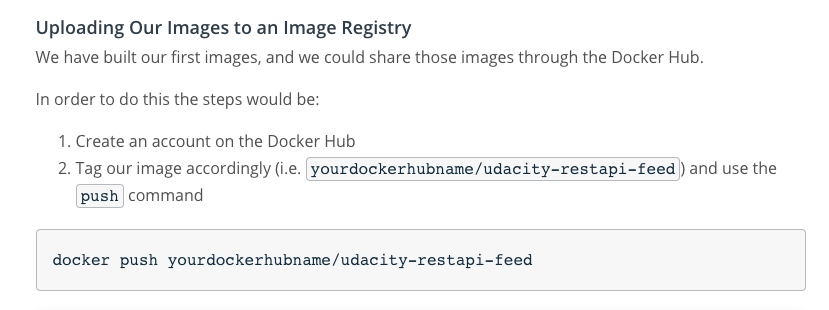 Uploading Our Images to an Image Registry
We have built our first images, and we could share those images through the Docker Hub.
In order to do this the steps would be:
1. Create an account on the Docker Hub
2. Tag our image accordingly (i.e. yourdockerhubname/udacity-restapi-feed) and use the
push command
docker push yourdockerhubname/udacity-restapi-feed